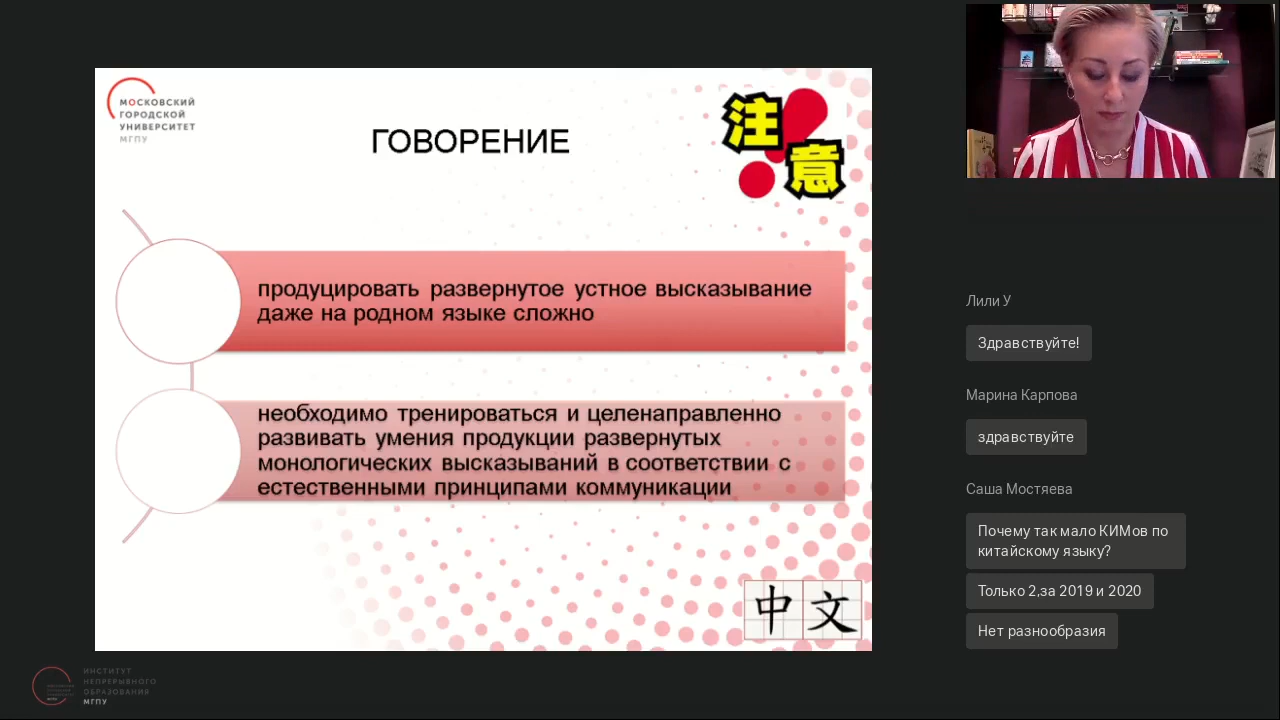 МОСКОВСКИЙ
ГОРОДСКОЙ
УНИВЕРСИТЕТ
МГПУ
ГОВОРЕНИЕ
注
意
продуцировать развернутое устное высказывание
даже на родном языке сложно
необходимо тренироваться и целенаправленно
развивать умения продукции развернутых
монологических высказываний в соответствии с
естественными принципами коммуникации
中文
ИНСТИТУТ
НЕПРЕРЫВНОГО
ОБРАЗОВАНИЯ
МГПУ
Лили У
Здравствуйте!
Марина Карпова
здравствуйте
Саша Мостяева
Почему так мало КИМов по
китайскому языку?
Только 2,за 2019 и 2020
Нет разнообразия